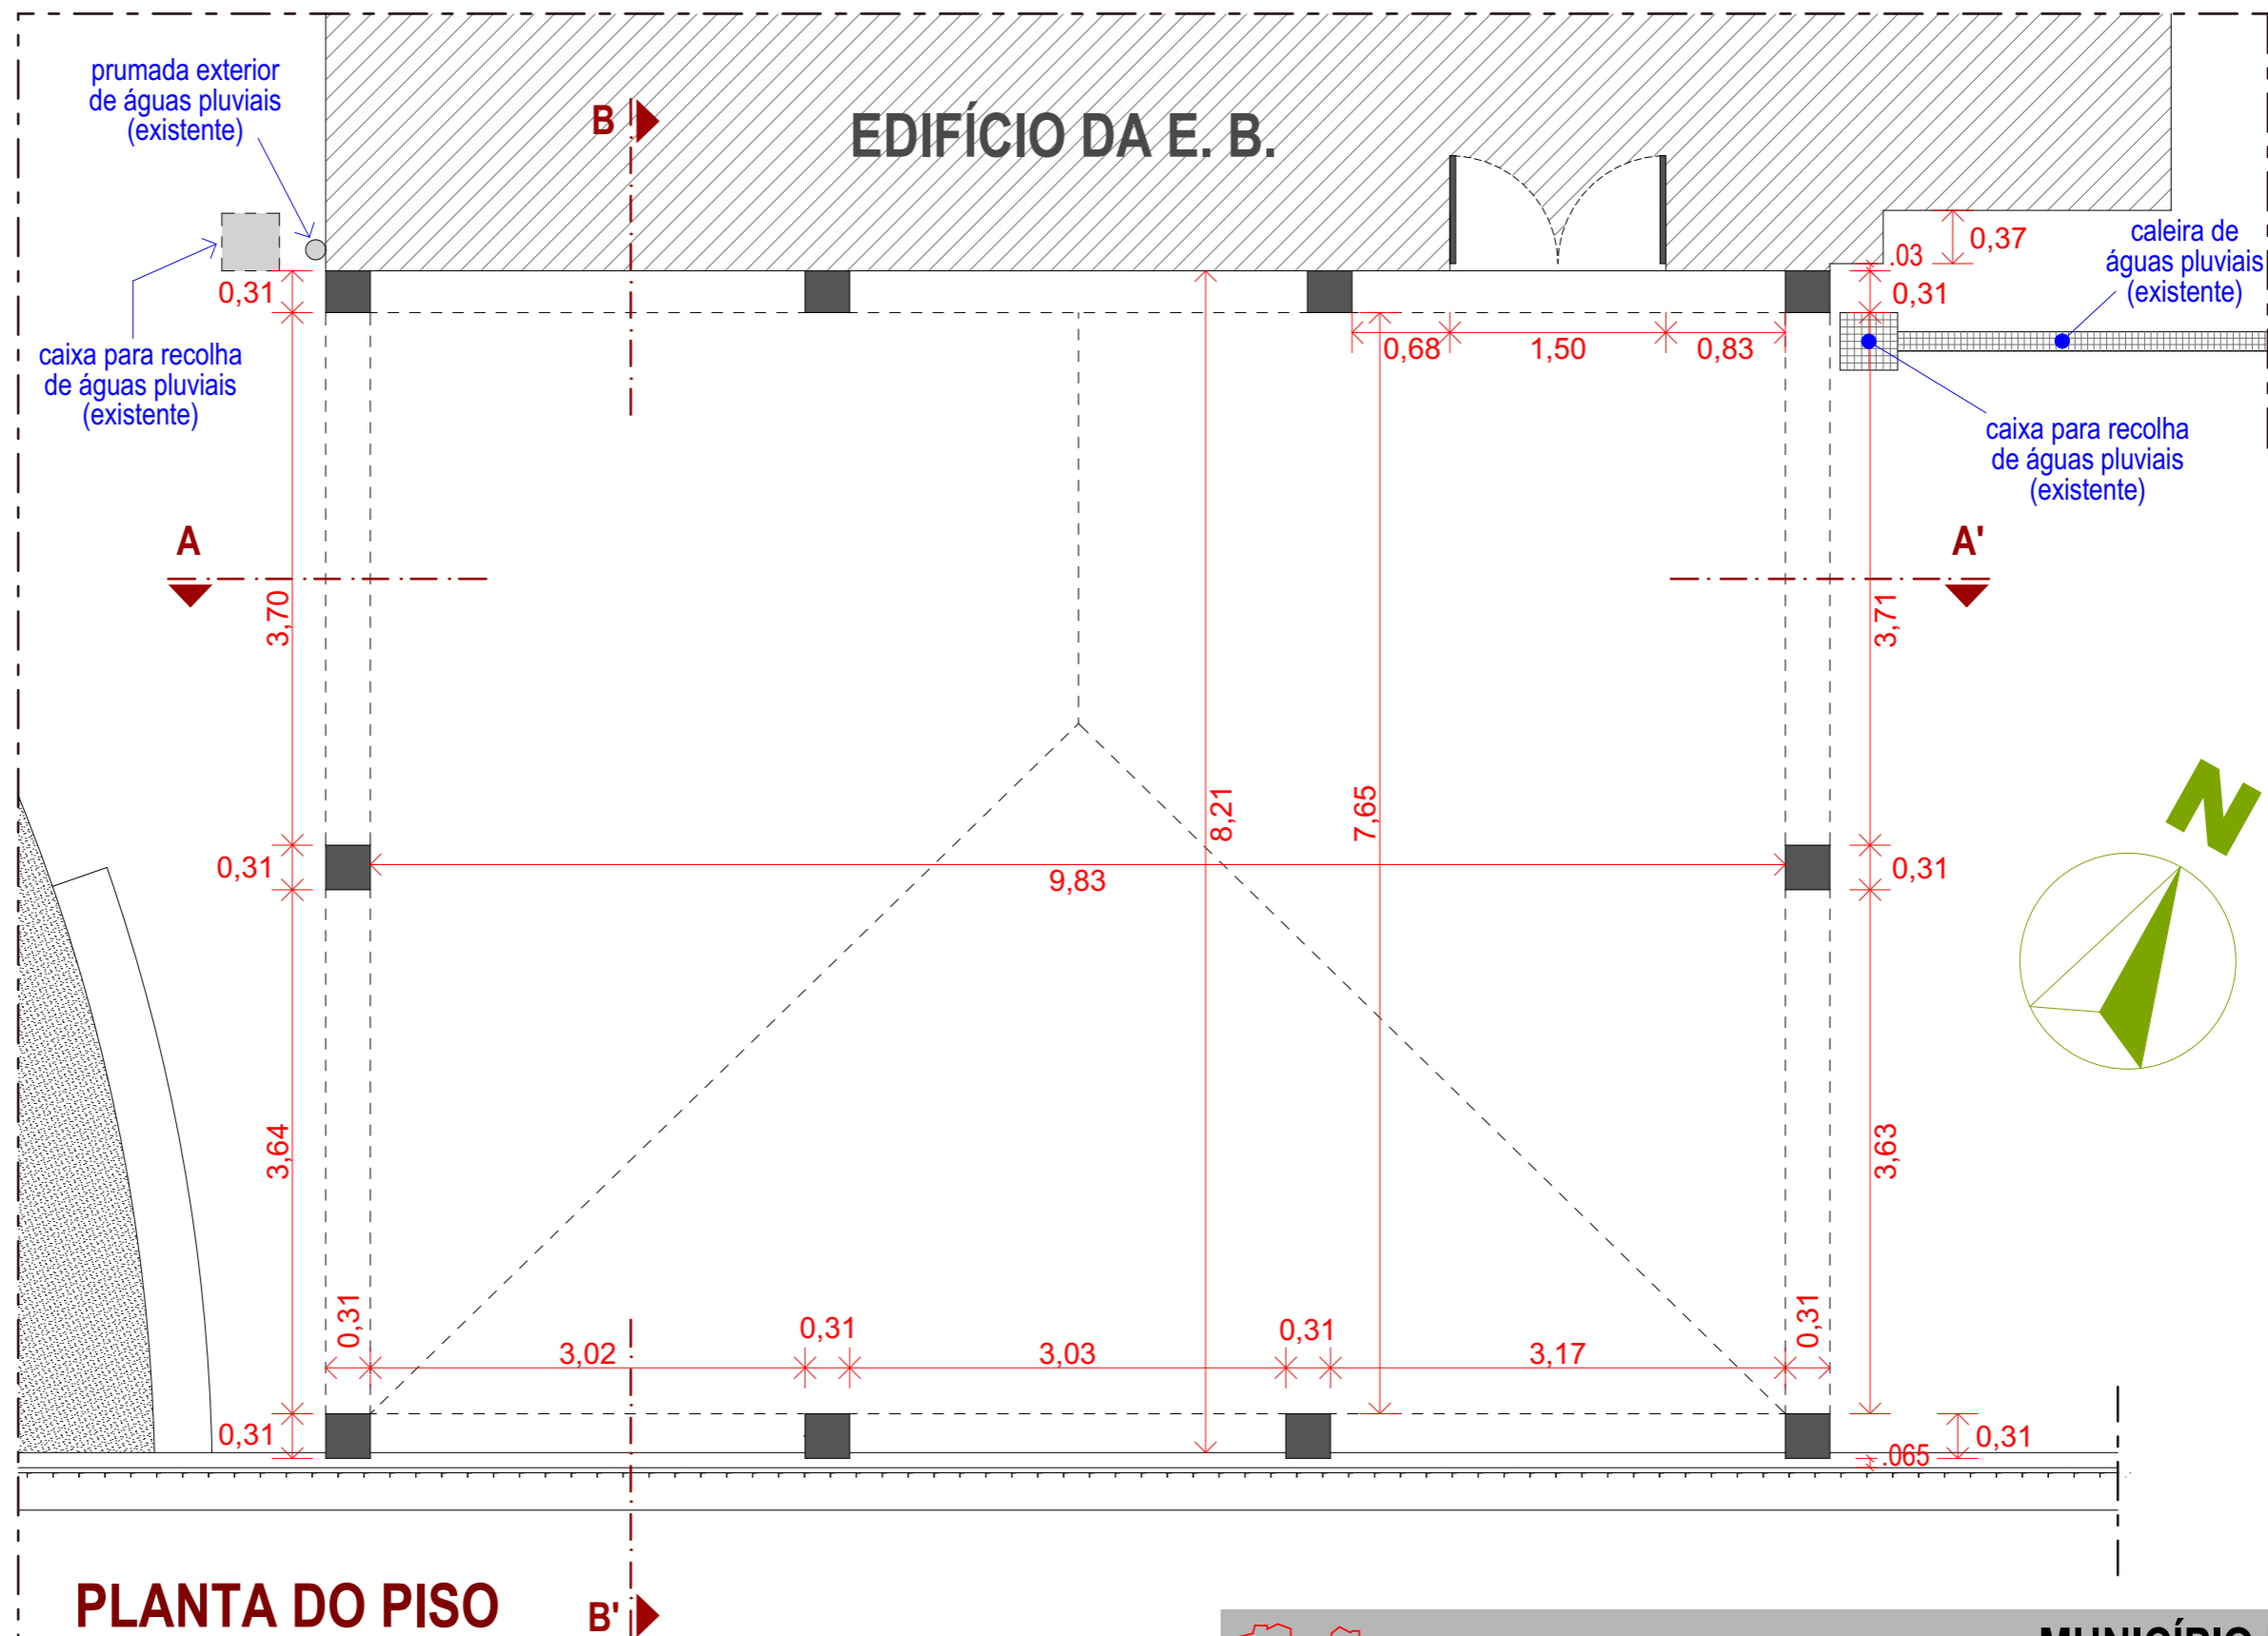 prumada exterior
de águas pluviais
(existente)
B
EDIFÍCIO DA E. B.
0,37
caleira de
águas pluviais
(existente)
.03
0,31
0,31
caixa para recolha
de águas pluviais
(existente)
0,68
1,50
0,83
caixa para recolha
de águas pluviais
(existente)
A
A'
3,70
3,71
8,21
7,65
N
0,31
9,83
0,31
3,64
3,63
0,31
3,02
0,31
3,03
0,31
3,17
0,31
0,31
0,31
.065
PLANTA DO PISO
B'
MUNICÍPIO